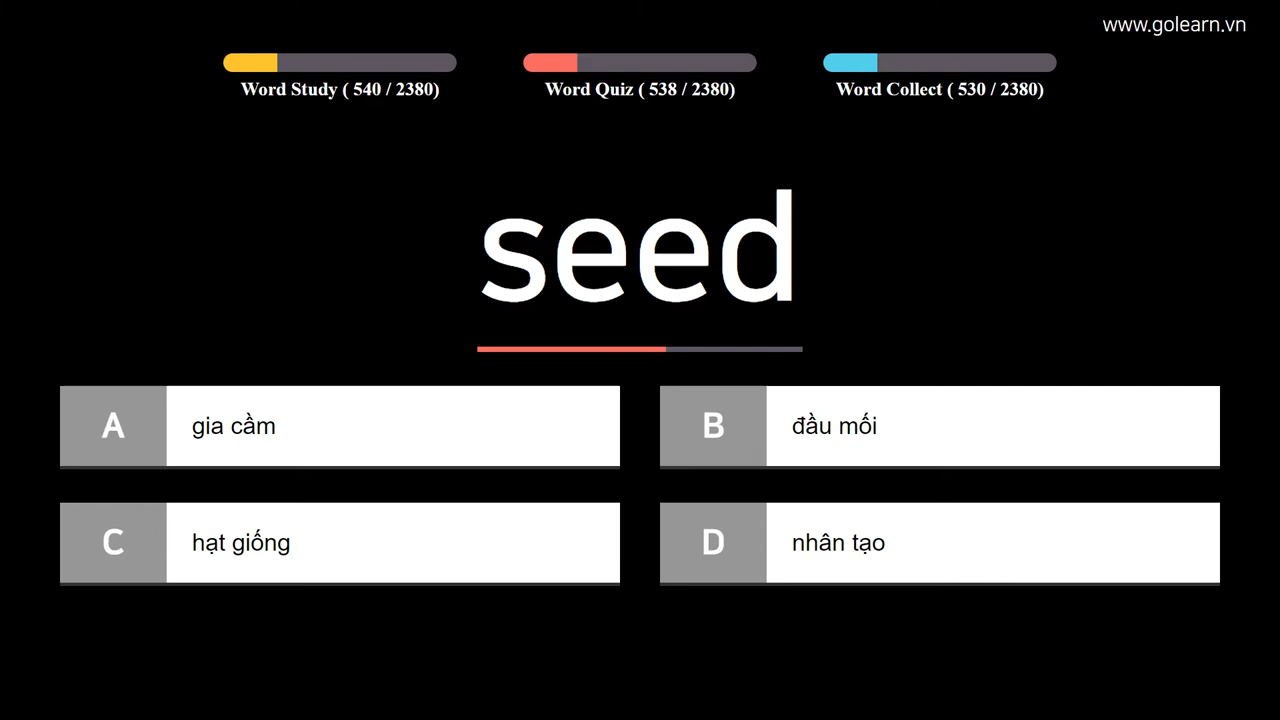 www.golearn.vn
Word Study ( 540 / 2380)
Word Quiz ( 538 / 2380)
Word Collect ( 530 / 2380)
seed
A gia cầm
B đầu mối
C hạt giống
D nhân tạo